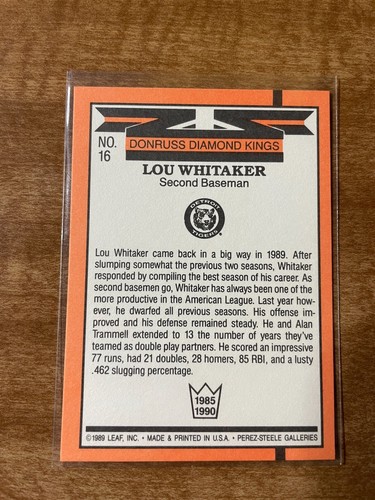 NO.
16
DONRUSS DIAMOND KINGS
LOU WHITAKER
Second Baseman
DETROIT
TIGERS
Lou Whitaker came back in a big way in 1989. After
slumping somewhat the previous two seasons, Whitaker
responded by compiling the best season of his career. As
second basemen go, Whitaker has always been one of the
more productive in the American League. Last year how-
ever, he dwarfed all previous seasons. His offense im-
proved and his defense remained steady. He and Alan
Trammell extended to 13 the number of years they've
teamed as double play partners. He scored an impressive
77 runs, had 21 doubles, 28 homers, 85 RBI, and a lusty
.462 slugging percentage.
1985
1990
©1989 LEAF, INC. • MADE & PRINTED IN U.S.A. • PEREZ-STEELE GALLERIES